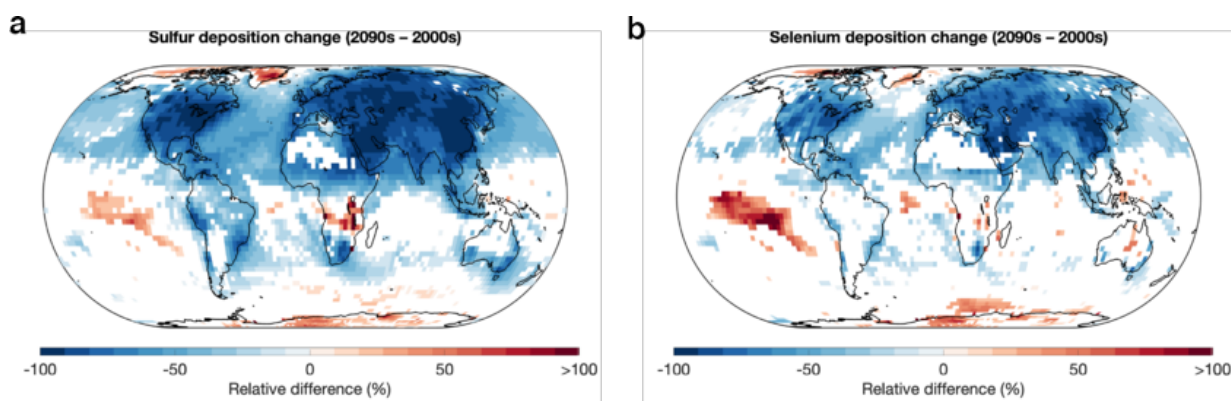 a
Sulfur deposition change (2090s – 2000s)
-100 -50 0 50 >100
Relative difference (%)
b
Selenium deposition change (2090s – 2000s)
-100 -50 0 50 >100
Relative difference (%)